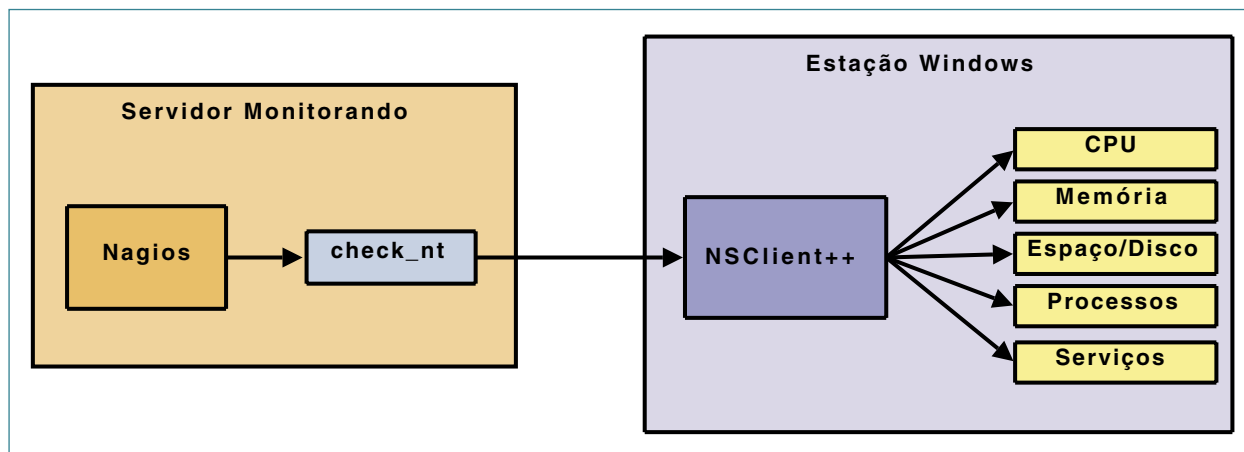 Servidor Monitorando
Nagios
check_nt
Estação Windows
NSClient++
CPU
Memória
Espaço/Disco
Processos
Serviços